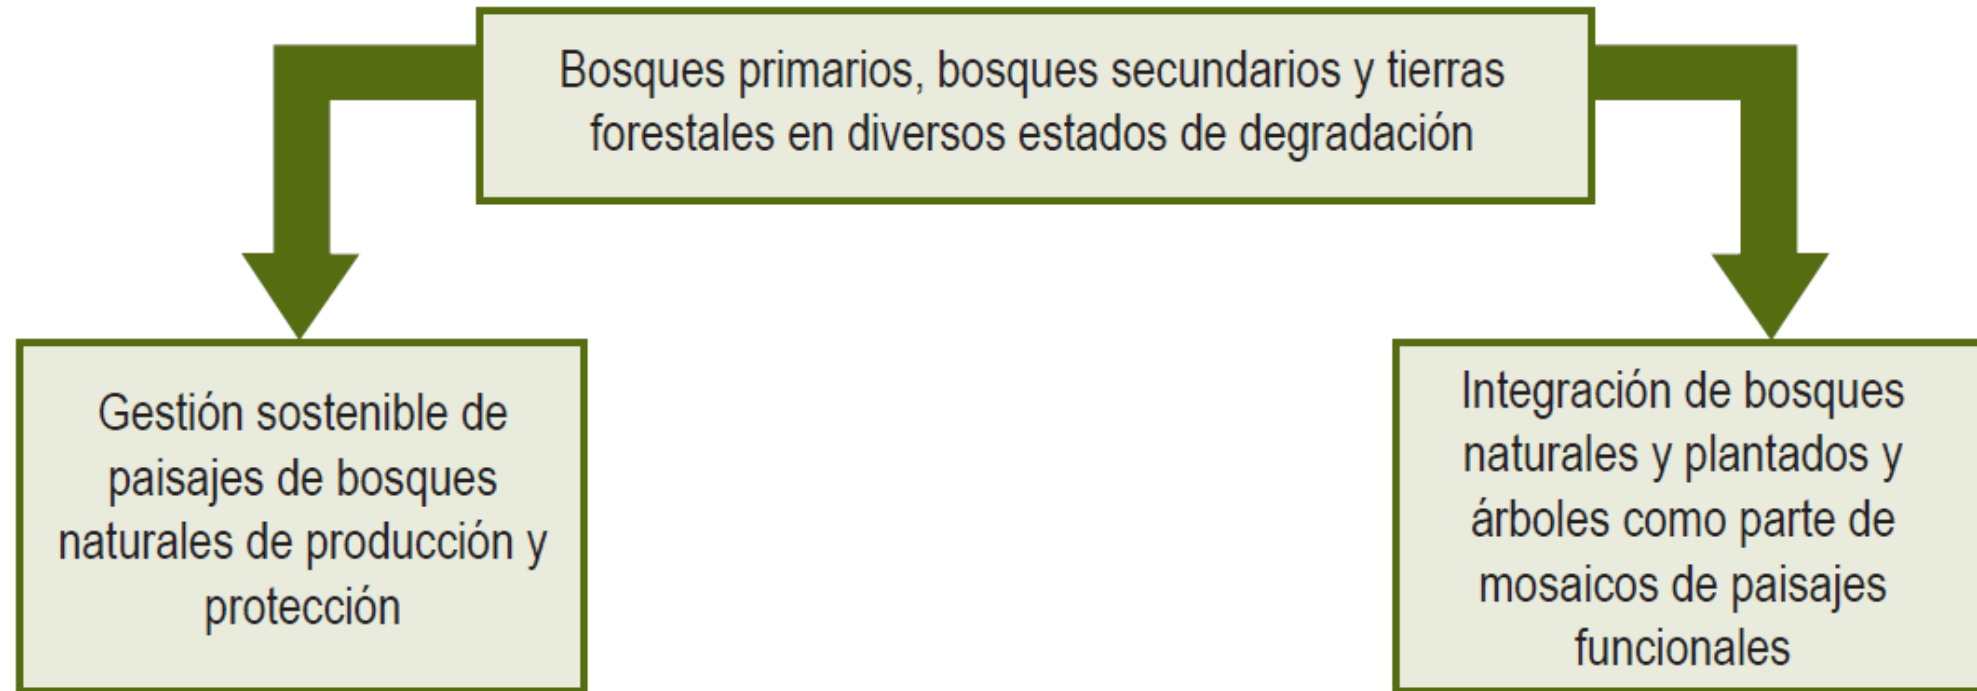 Bosques primarios, bosques secundarios y tierras
forestales en diversos estados de degradación
Gestión sostenible de
paisajes de bosques
naturales de producción y
protección
Integración de bosques
naturales y plantados y
árboles como parte de
mosaicos de paisajes
funcionales